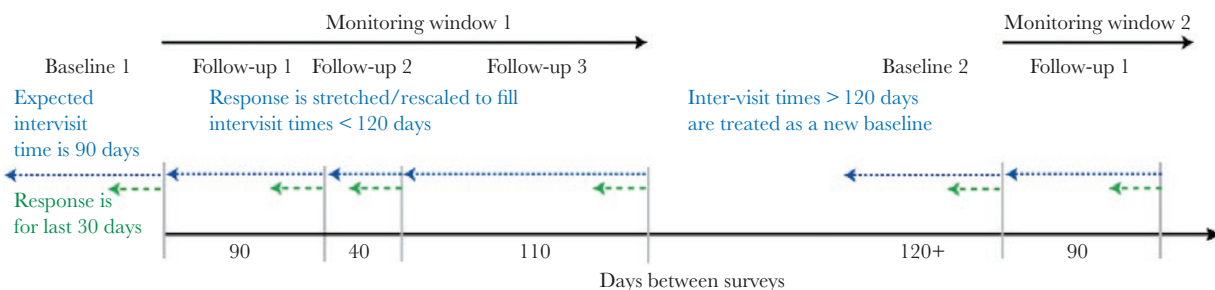 Monitoring window 1
Monitoring window 2
Baseline 1
Follow-up 1
Follow-up 2
Follow-up 3
Baseline 2
Follow-up 1
Expected
intervisit
time is 90 days
Response is stretched/rescaled to fill
intervisit times < 120 days
Inter-visit times > 120 days
are treated as a new baseline
Response is
for last 30 days
90
40
110
120+
90
Days between surveys